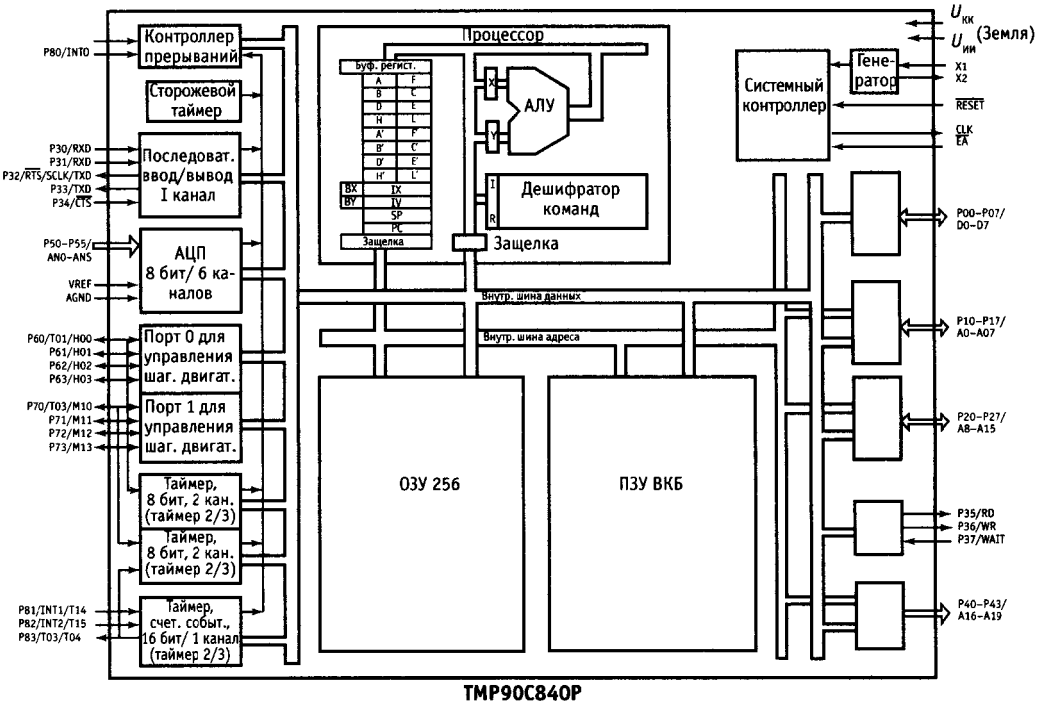 Контроллер
прерываний
P80/INT0
Сторожевой
таймер
P30/RXD
P31/RXD
P32/RTS/SCLK/TXD
P33/TXD
P34/CTS
Последоват.
ввод/вывод
I канал
P50-P55/
AN0-AN5
VREF
AGND
АЦП
8 бит/ 6 ка-
налов
P60/T01/H00
P61/H01
P62/H02
P63/H03
Порт 0 для
управления
шаг. двигат.
P70/T03/M10
P71/M11
P72/M12
P73/M13
Порт 1 для
управления
шаг. двигат.
Таймер,
8 бит, 2 кан.
(таймер 2/3)
Таймер,
8 бит, 2 кан.
(таймер 2/3)
P81/INT1/T14
P82/INT2/T15
P83/T03/T04
Таймер,
счет. событ.,
16 бит/ 1 канал
(таймер 2/3)
Процессор
Буф. регист.
A F
B C
D E
H L
A' F'
B' C'
D' E'
H' L'
BX IX
BY IV
SP
PC
Защелка
X
Y
АЛУ
I
R
Дешифратор
команд
Защелка
Внутр. шина данных
Внутр. шина адреса
ОЗУ 256
ПЗУ ВКБ
Системный
контроллер
Гене-
ратор
Uкк
Uии (Земля)
X1
X2
RESET
CLK
EA
P00-P07/
D0-D7
P10-P17/
A0-A07
P20-P27/
A8-A15
P35/RD
P36/WR
P37/WAIT
P40-P43/
A16-A19
TMP90C840P